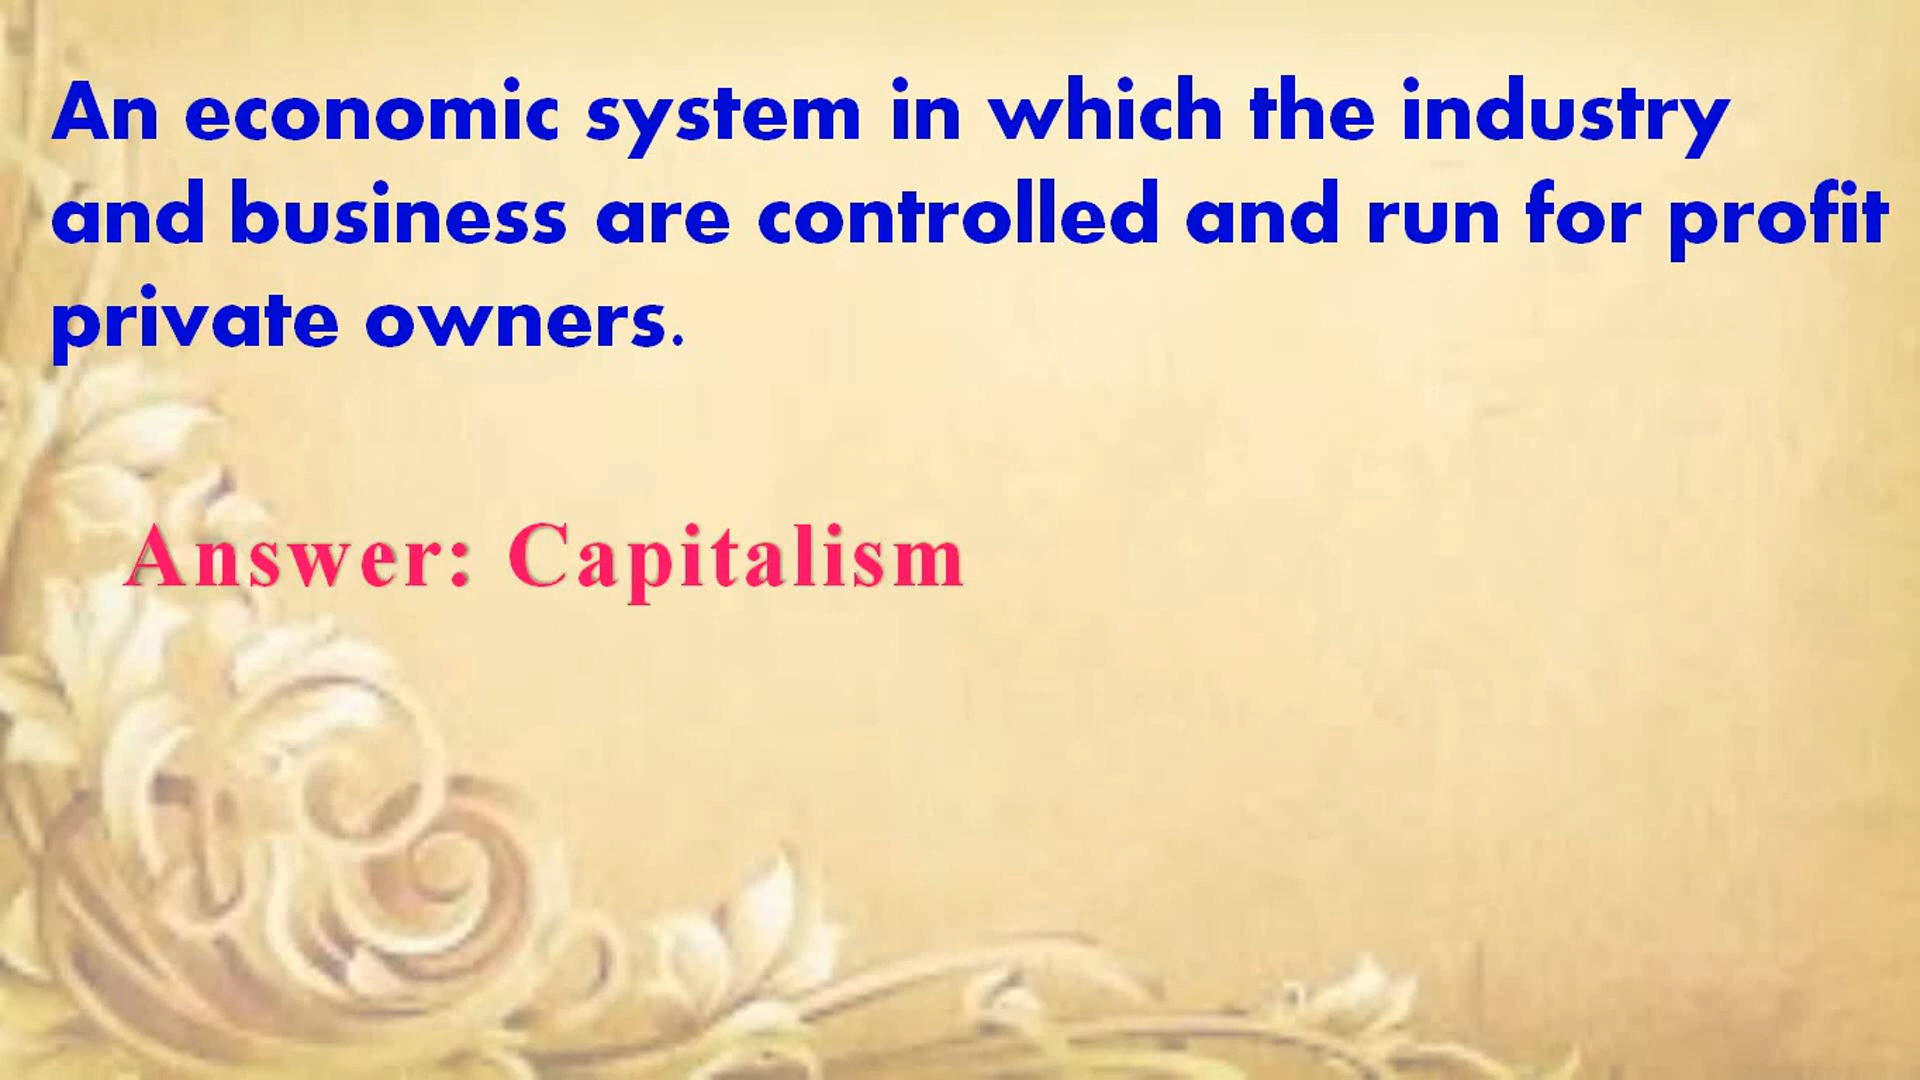 An economic system in which the industry
and business are controlled and run for profit
private owners.
Answer: Capitalism